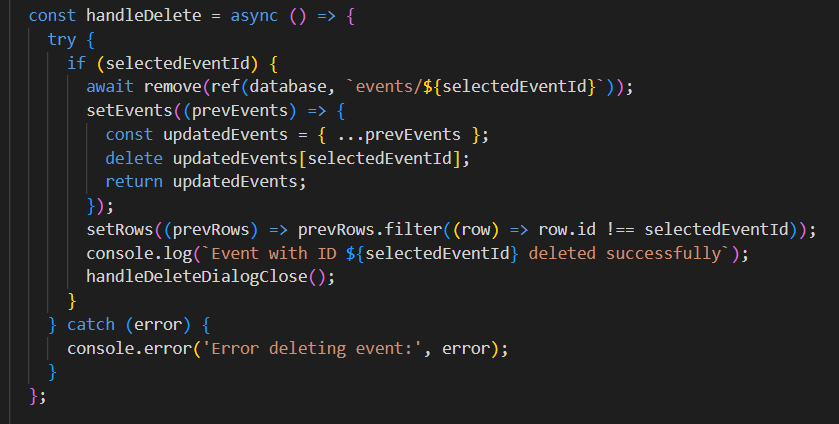 const handleDelete = async () => {
try {
if (selectedEventId) {
await remove(ref(database, `events/${selectedEventId}`));
setEvents((prevEvents) => {
const updatedEvents = { ...prevEvents };
delete updatedEvents[selectedEventId];
return updatedEvents;
});
setRows((prevRows) => prevRows.filter((row) => row.id !== selectedEventId));
console.log(`Event with ID ${selectedEventId} deleted successfully`);
handleDeleteDialogClose();
}
} catch (error) {
console.error('Error deleting event:', error);
}
};